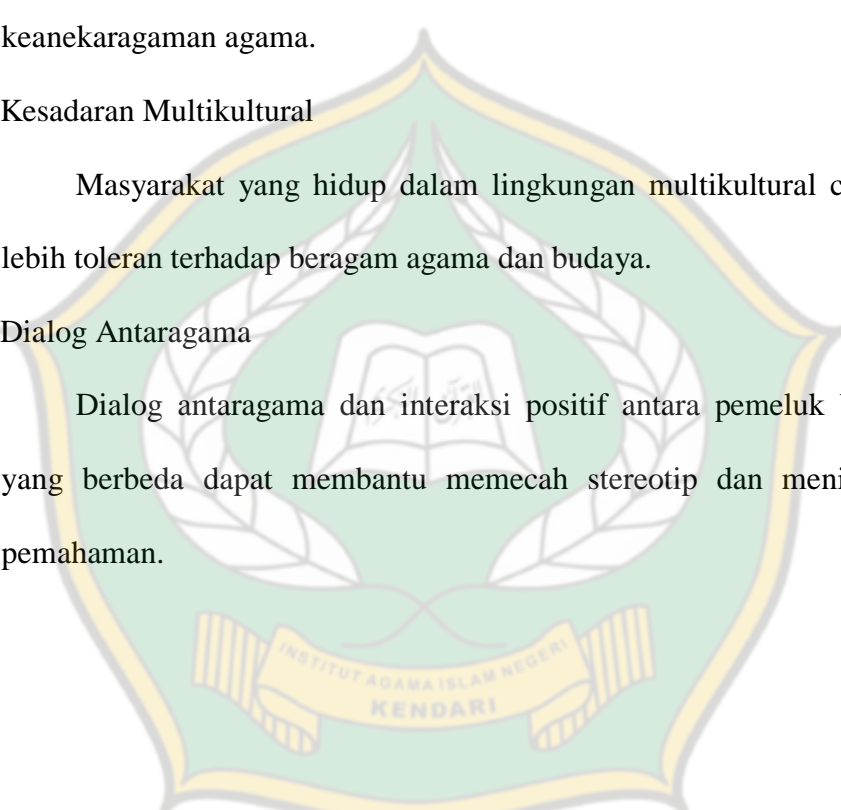 keanekaragaman agama.
Kesadaran Multikultural
Masyarakat yang hidup dalam lingkungan multikultural
lebih toleran terhadap beragam agama dan budaya.
Dialog Antaragama
Dialog antaragama dan interaksi positif antara pemeluk
yang berbeda dapat membantu memecah stereotip dan
pemahaman.
INSTITUT AGAMA ISLAM NEGERI
KENDARI